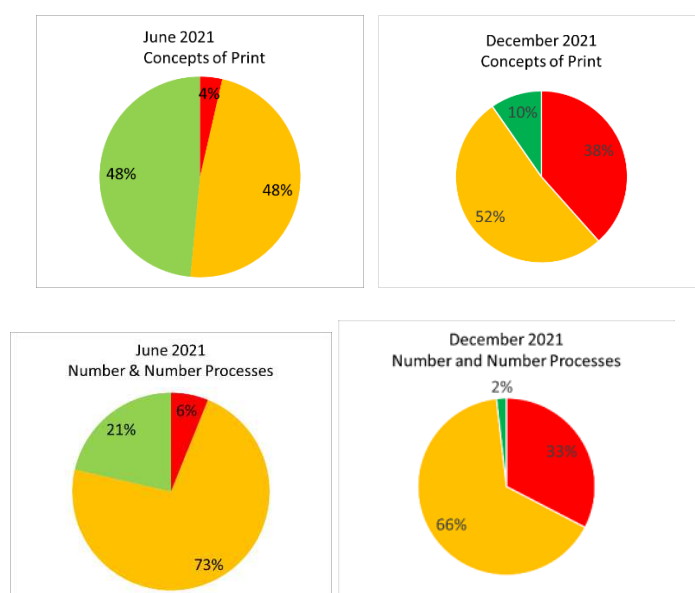 June 2021
Concepts of Print
4%
48%
48%
December 2021
Concepts of Print
10%
38%
52%
June 2021
Number & Number Processes
6%
21%
73%
December 2021
Number and Number Processes
2%
33%
66%